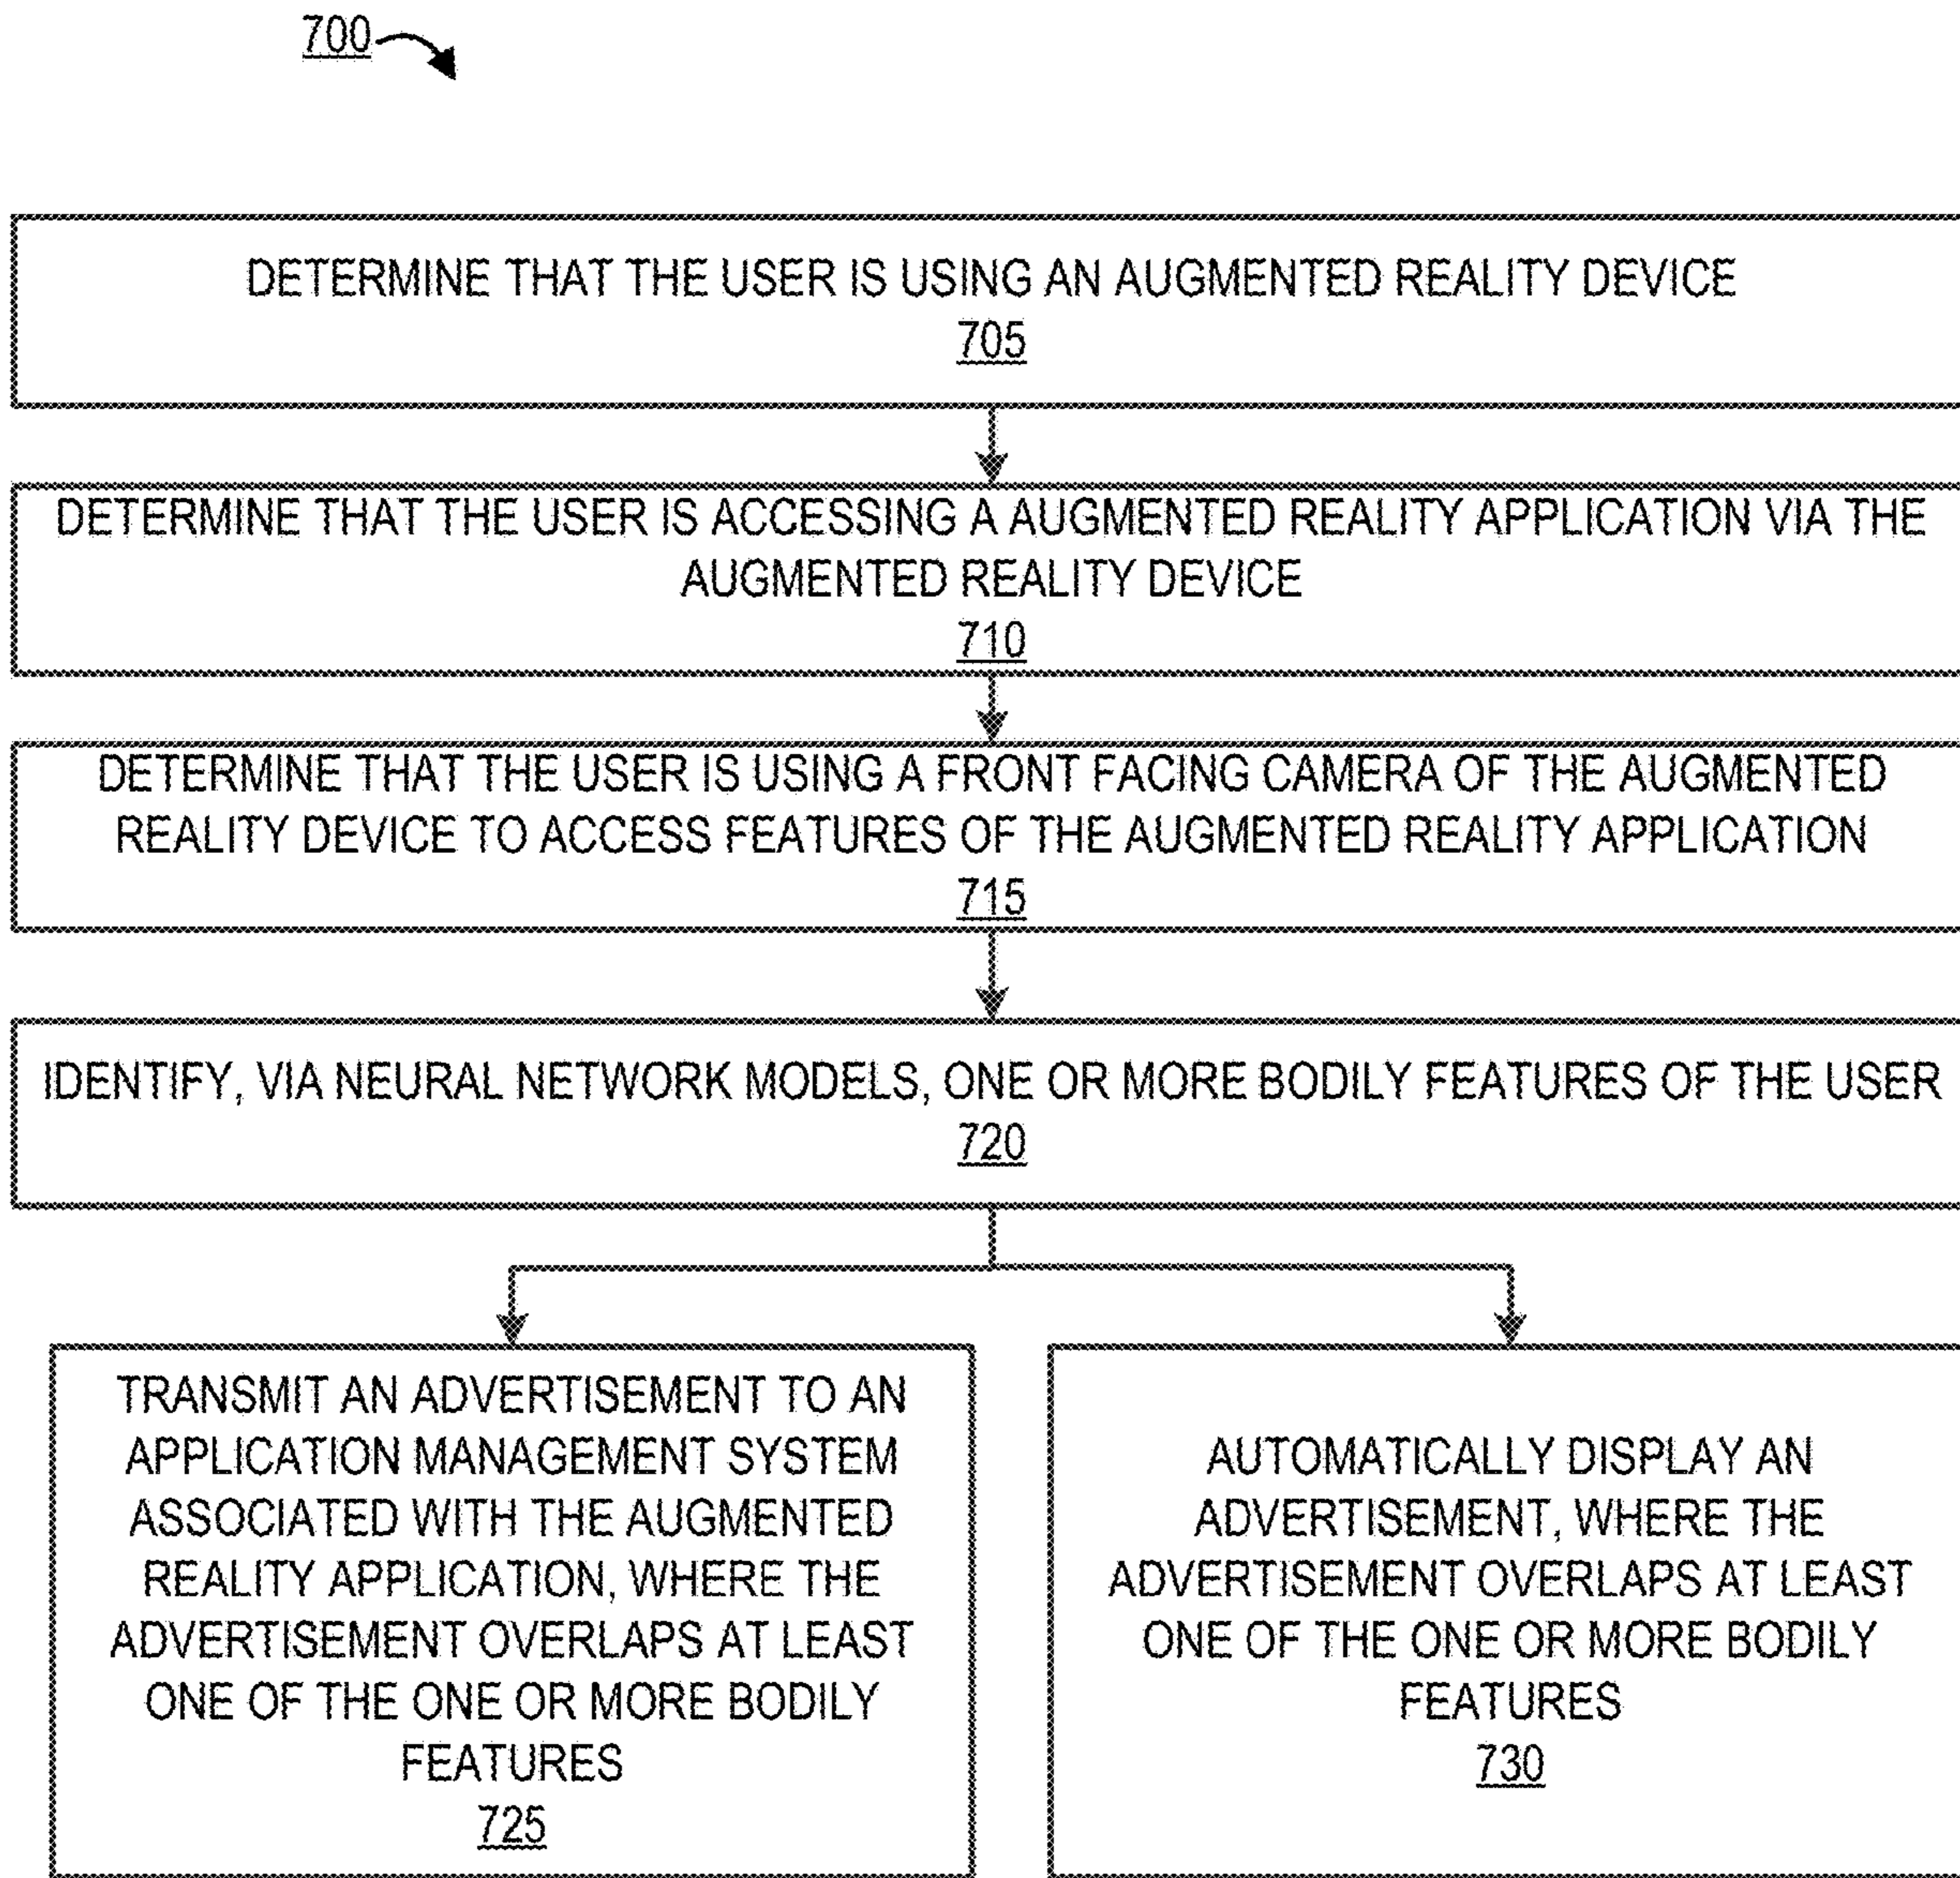 700
DETERMINE THAT THE USER IS USING AN AUGMENTED REALITY DEVICE
705
DETERMINE THAT THE USER IS ACCESSING A AUGMENTED REALITY APPLICATION VIA THE
AUGMENTED REALITY DEVICE
710
DETERMINE THAT THE USER IS USING A FRONT FACING CAMERA OF THE AUGMENTED
REALITY DEVICE TO ACCESS FEATURES OF THE AUGMENTED REALITY APPLICATION
715
IDENTIFY, VIA NEURAL NETWORK MODELS, ONE OR MORE BODILY FEATURES OF THE USER
720
TRANSMIT AN ADVERTISEMENT TO AN
APPLICATION MANAGEMENT SYSTEM
ASSOCIATED WITH THE AUGMENTED
REALITY APPLICATION, WHERE THE
ADVERTISEMENT OVERLAPS AT LEAST
ONE OF THE ONE OR MORE BODILY
FEATURES
725
AUTOMATICALLY DISPLAY AN
ADVERTISEMENT, WHERE THE
ADVERTISEMENT OVERLAPS AT LEAST
ONE OF THE ONE OR MORE BODILY
FEATURES
730